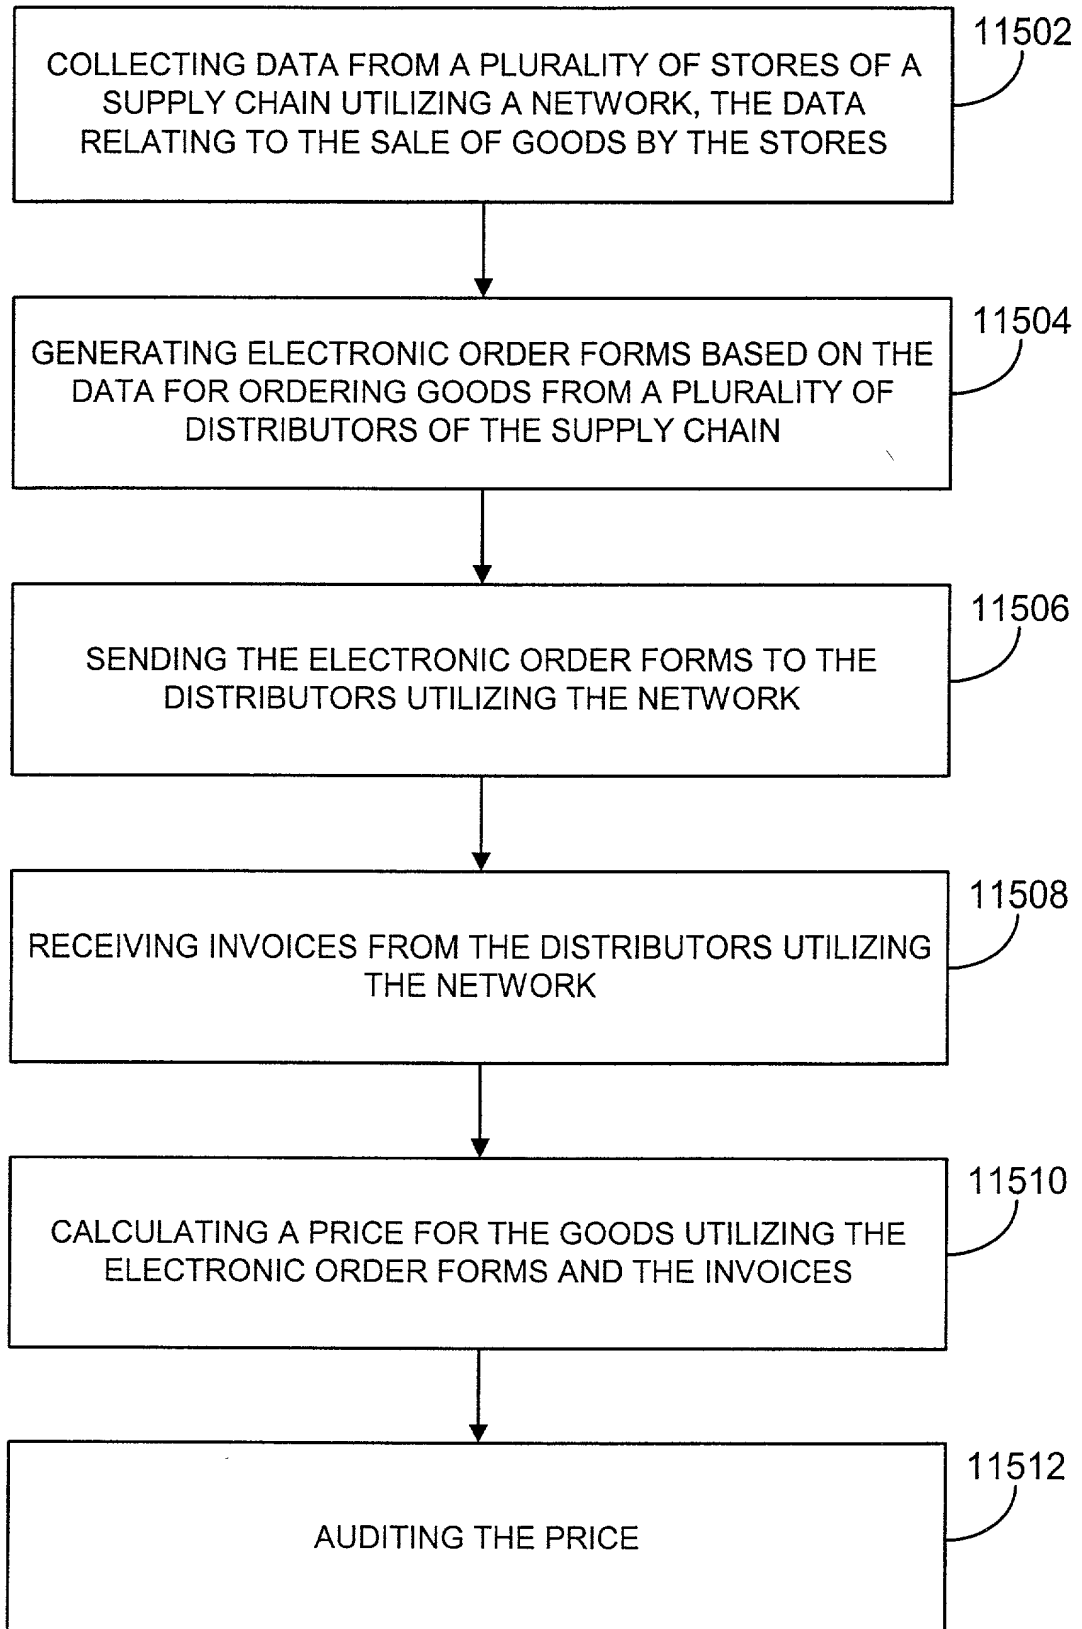 11502
COLLECTING DATA FROM A PLURALITY OF STORES OF A
SUPPLY CHAIN UTILIZING A NETWORK, THE DATA
RELATING TO THE SALE OF GOODS BY THE STORES
11504
GENERATING ELECTRONIC ORDER FORMS BASED ON THE
DATA FOR ORDERING GOODS FROM A PLURALITY OF
DISTRIBUTORS OF THE SUPPLY CHAIN
11506
SENDING THE ELECTRONIC ORDER FORMS TO THE
DISTRIBUTORS UTILIZING THE NETWORK
11508
RECEIVING INVOICES FROM THE DISTRIBUTORS UTILIZING
THE NETWORK
11510
CALCULATING A PRICE FOR THE GOODS UTILIZING THE
ELECTRONIC ORDER FORMS AND THE INVOICES
11512
AUDITING THE PRICE